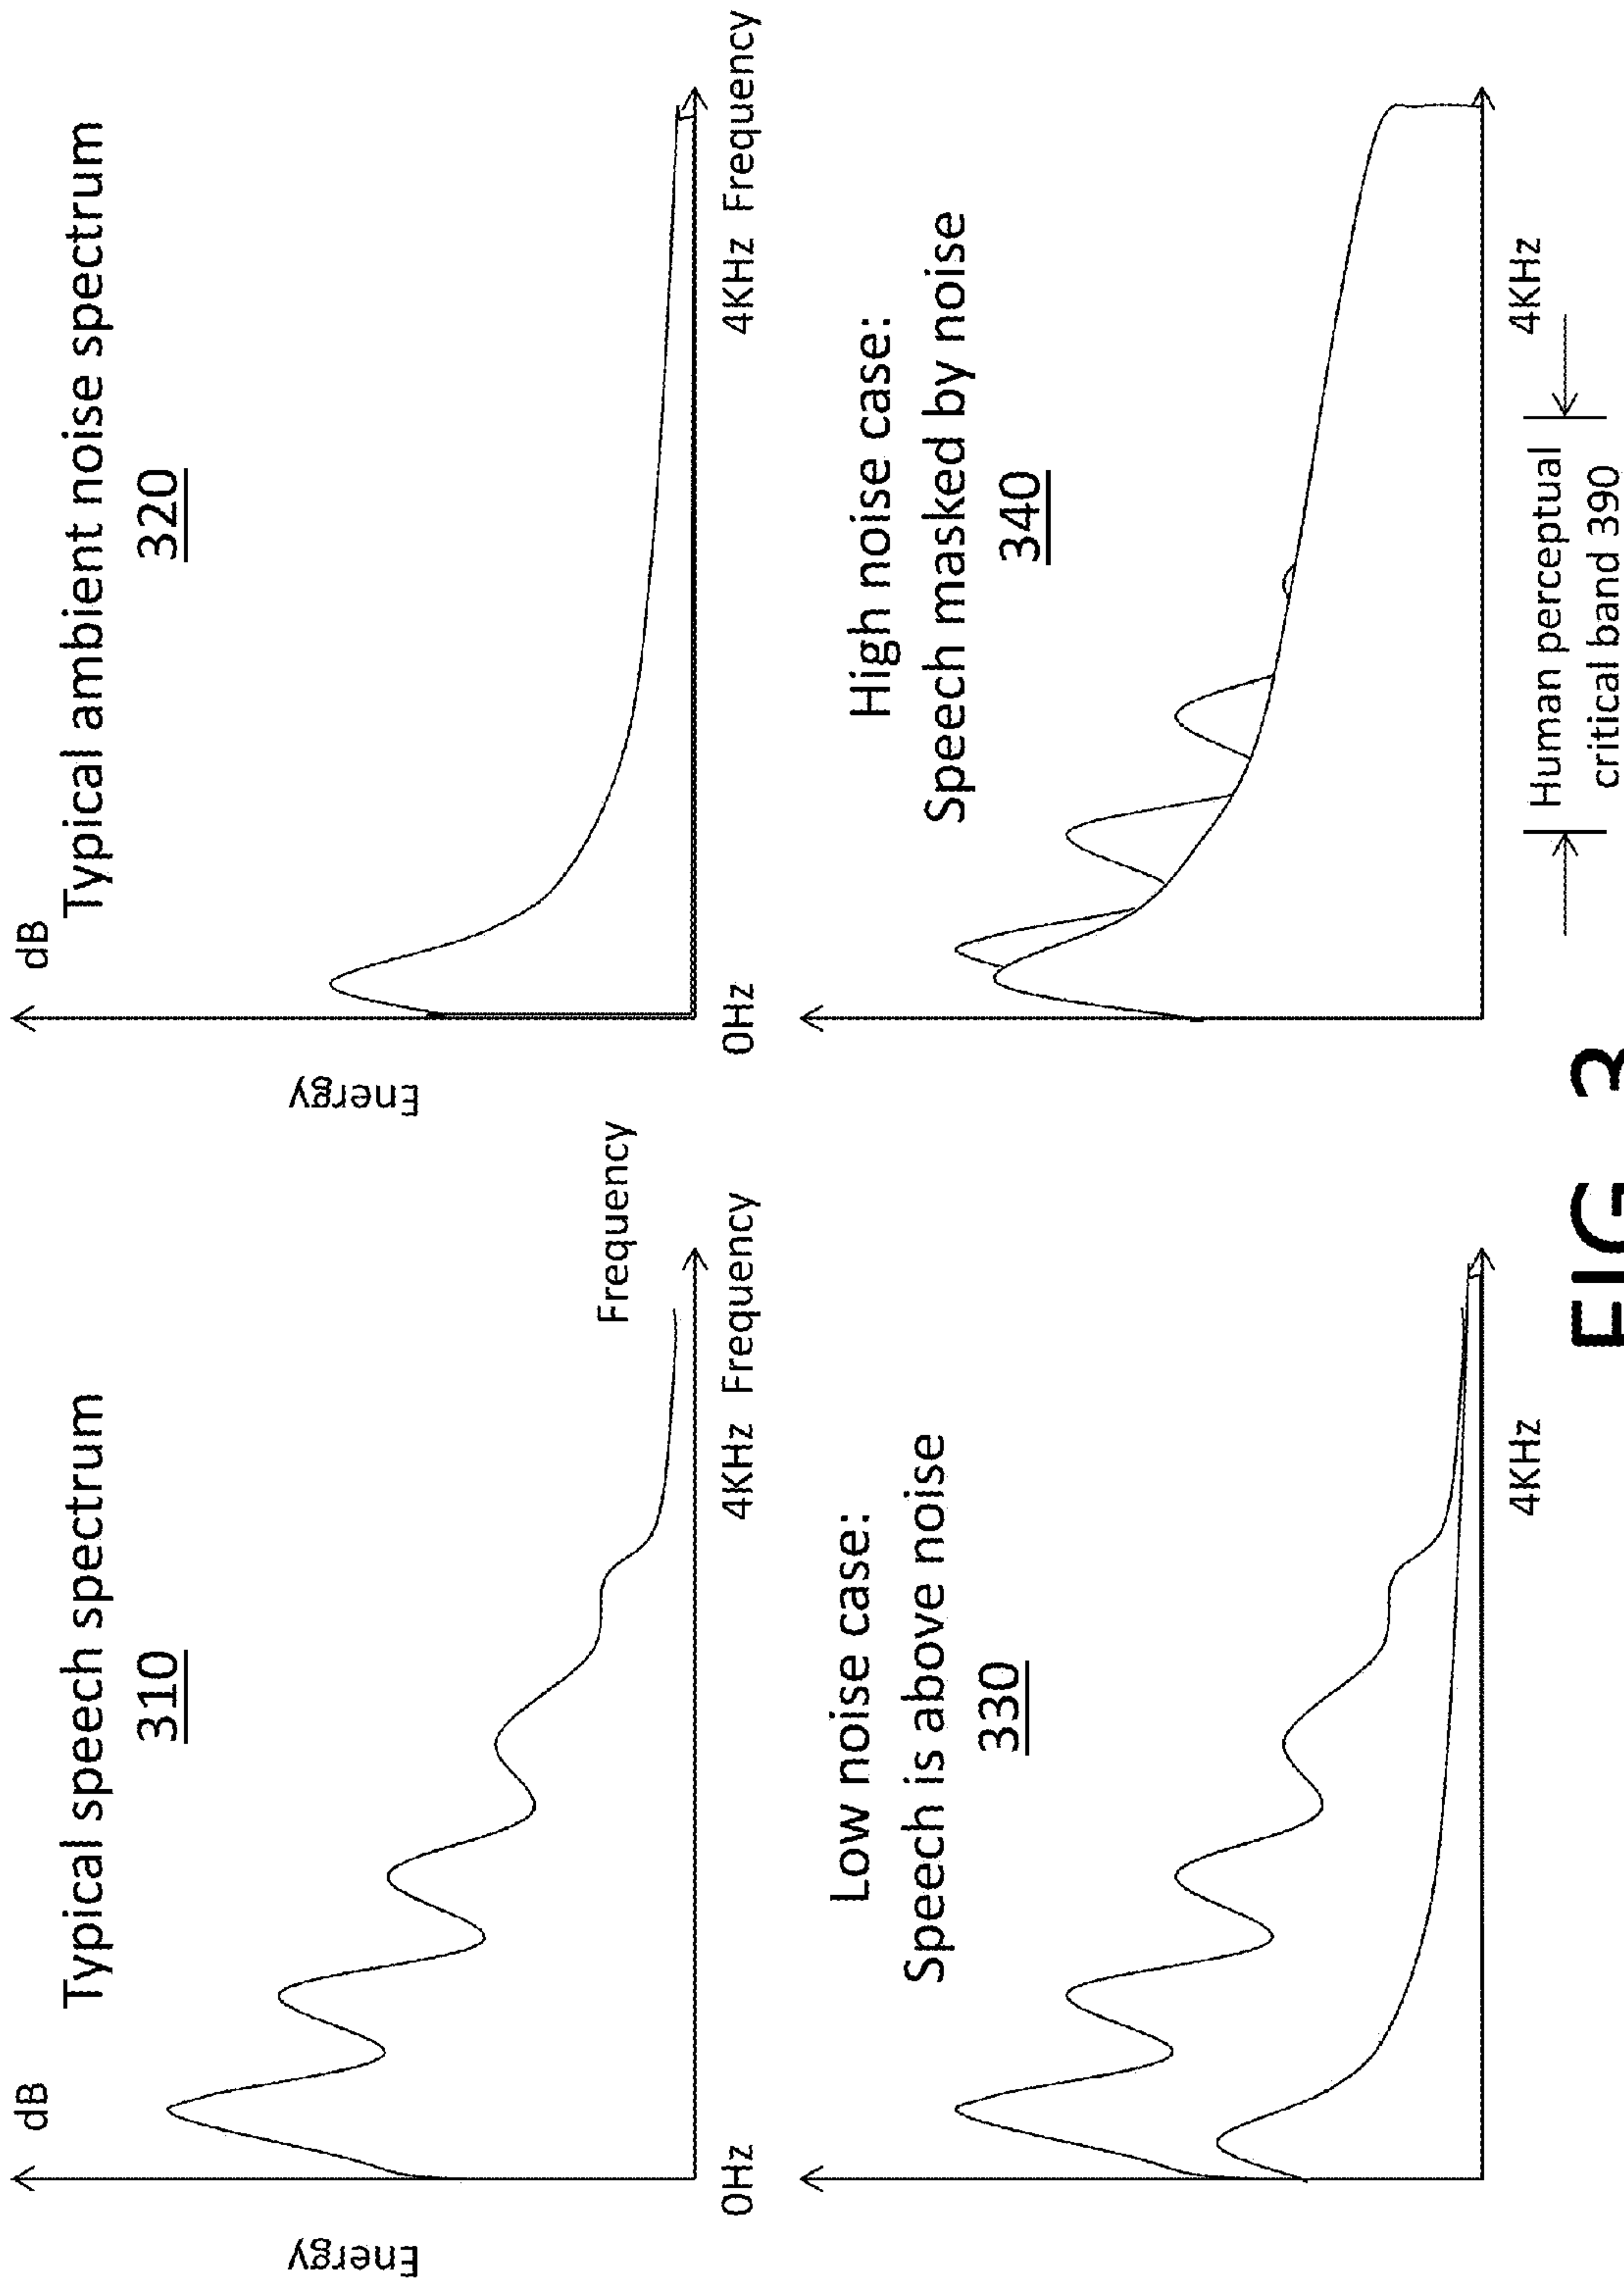 Typical speech spectrum
310
dB
Energy
Frequency
0Hz
4KHz Frequency
Typical ambient noise spectrum
320
dB
Energy
0Hz
4KHz Frequency
Low noise case:
Speech is above noise
330
4KHz
High noise case:
Speech masked by noise
340
4KHz
Human perceptual
critical band 390
FIG 3